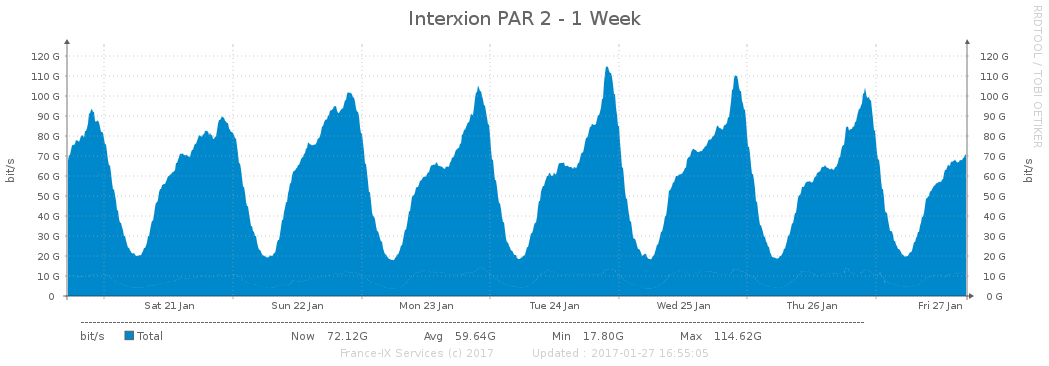 Interxion PAR 2 - 1 Week
RRDTOOL / TOBI OETIKER
bit/s
120 G 120 G
110 G 110 G
100 G 100 G
90 G 90 G
80 G 80 G
70 G 70 G
60 G 60 G
50 G 50 G
40 G 40 G
30 G 30 G
20 G 20 G
10 G 10 G
0 0 G
bit/s
Sat 21 Jan Sun 22 Jan Mon 23 Jan Tue 24 Jan Wed 25 Jan Thu 26 Jan Fri 27 Jan
bit/s Total Now 72.12G Avg 59.64G Min 17.80G Max 114.62G
France-IX Services (c) 2017 Updated : 2017-01-27 16:55:05